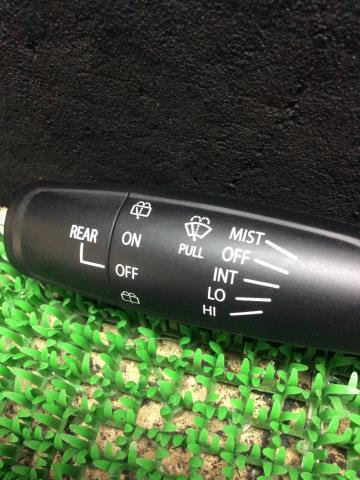 REAR
ON
OFF
PULL
MIST
OFF
INT
LO
HI